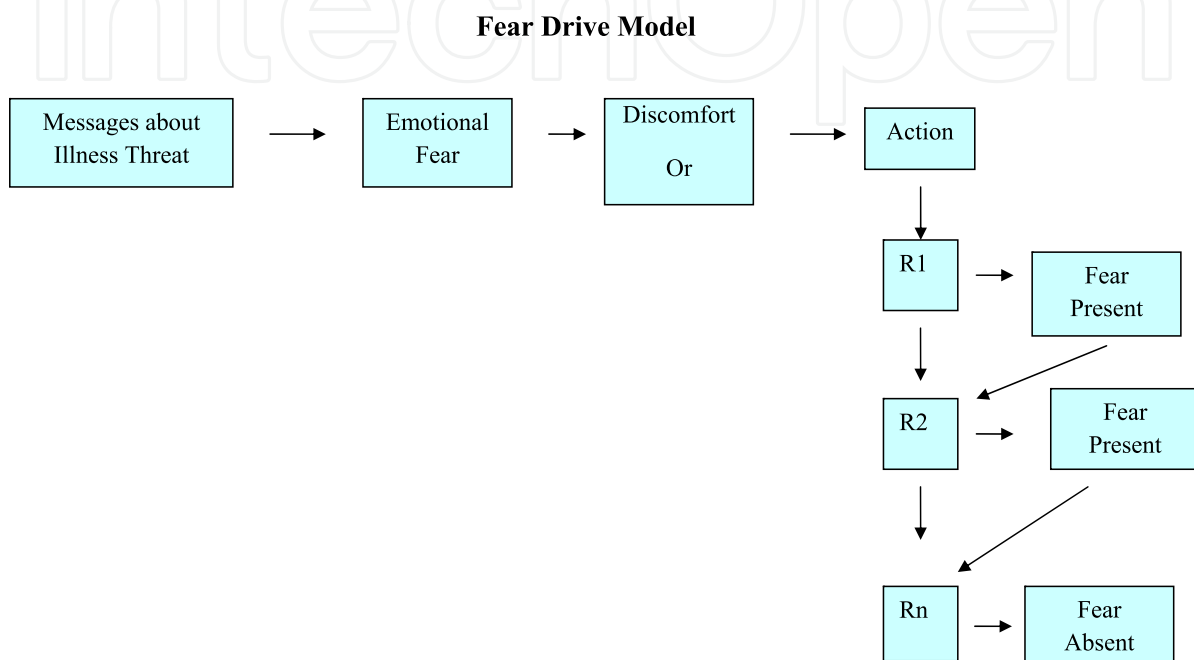 IntechOpen
Fear Drive Model
Messages about
Illness Threat
Emotional
Fear
Discomfort
Or
Action
R1
Fear
Present
R2
Fear
Present
Rn
Fear
Absent